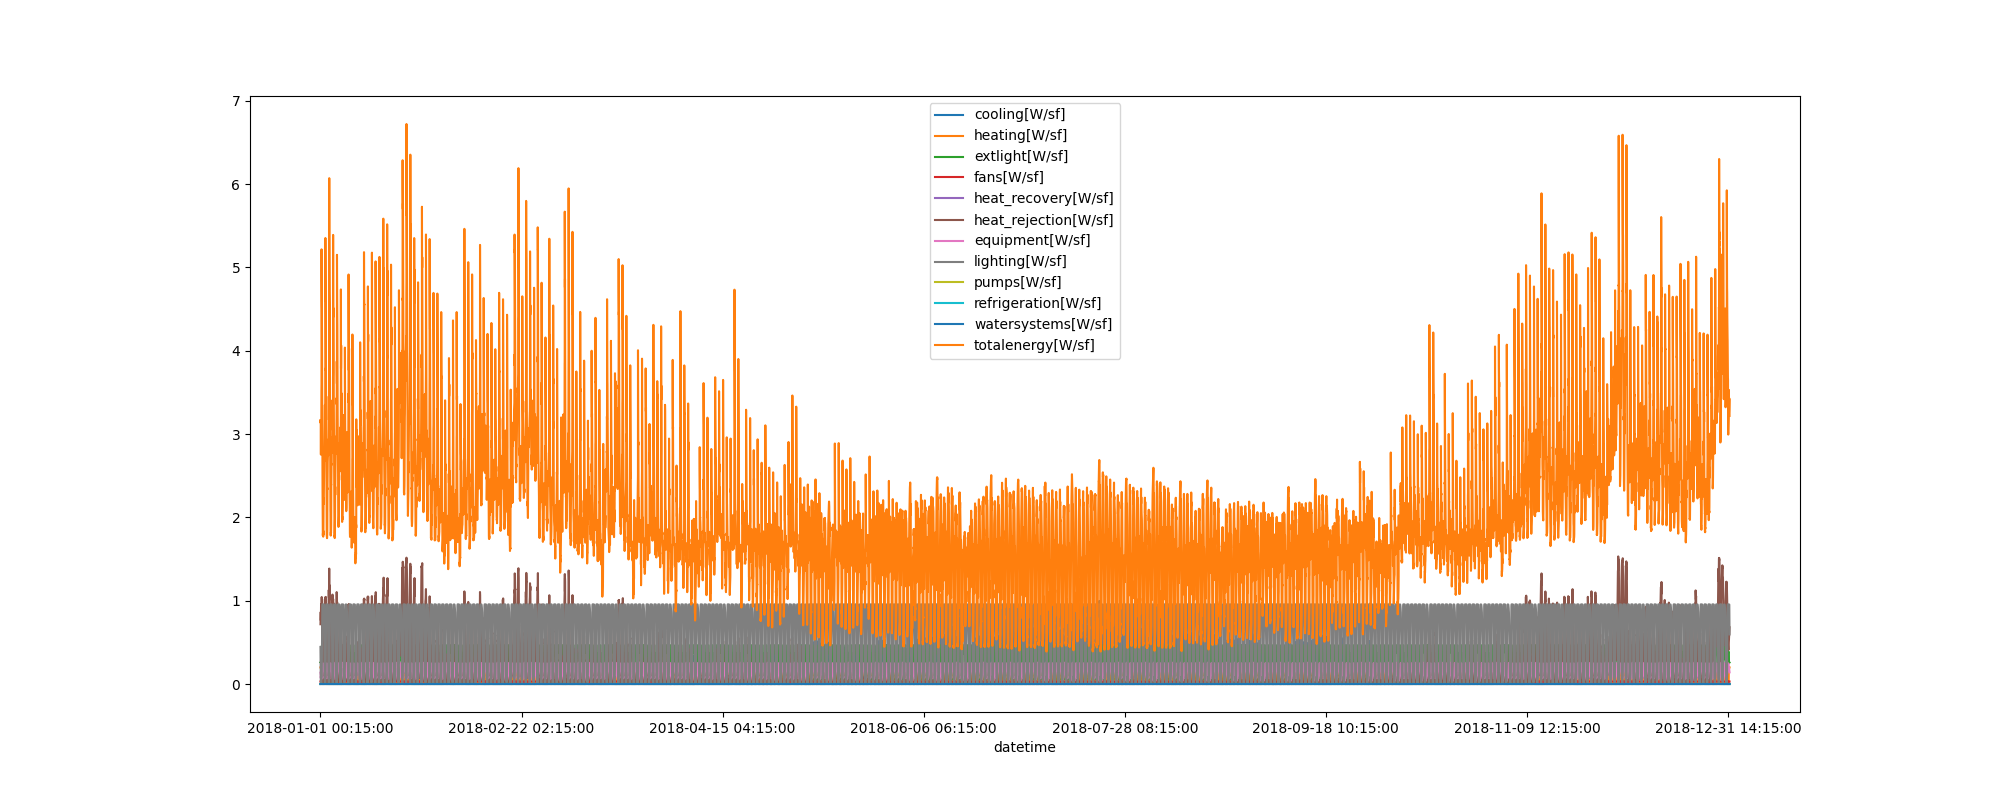 7
6
5
4
3
2
1
0
cooling[W/sf]
heating[W/sf]
extlight[W/sf]
fans[W/sf]
heat_recovery[W/sf]
heat_rejection[W/sf]
equipment[W/sf]
lighting[W/sf]
pumps[W/sf]
refrigeration[W/sf]
watersystems[W/sf]
totalenergy[W/sf]
2018-01-01 00:15:00 2018-02-22 02:15:00 2018-04-15 04:15:00 2018-06-06 06:15:00 2018-07-28 08:15:00 2018-09-18 10:15:00 2018-11-09 12:15:00 2018-12-31 14:15:00
datetime